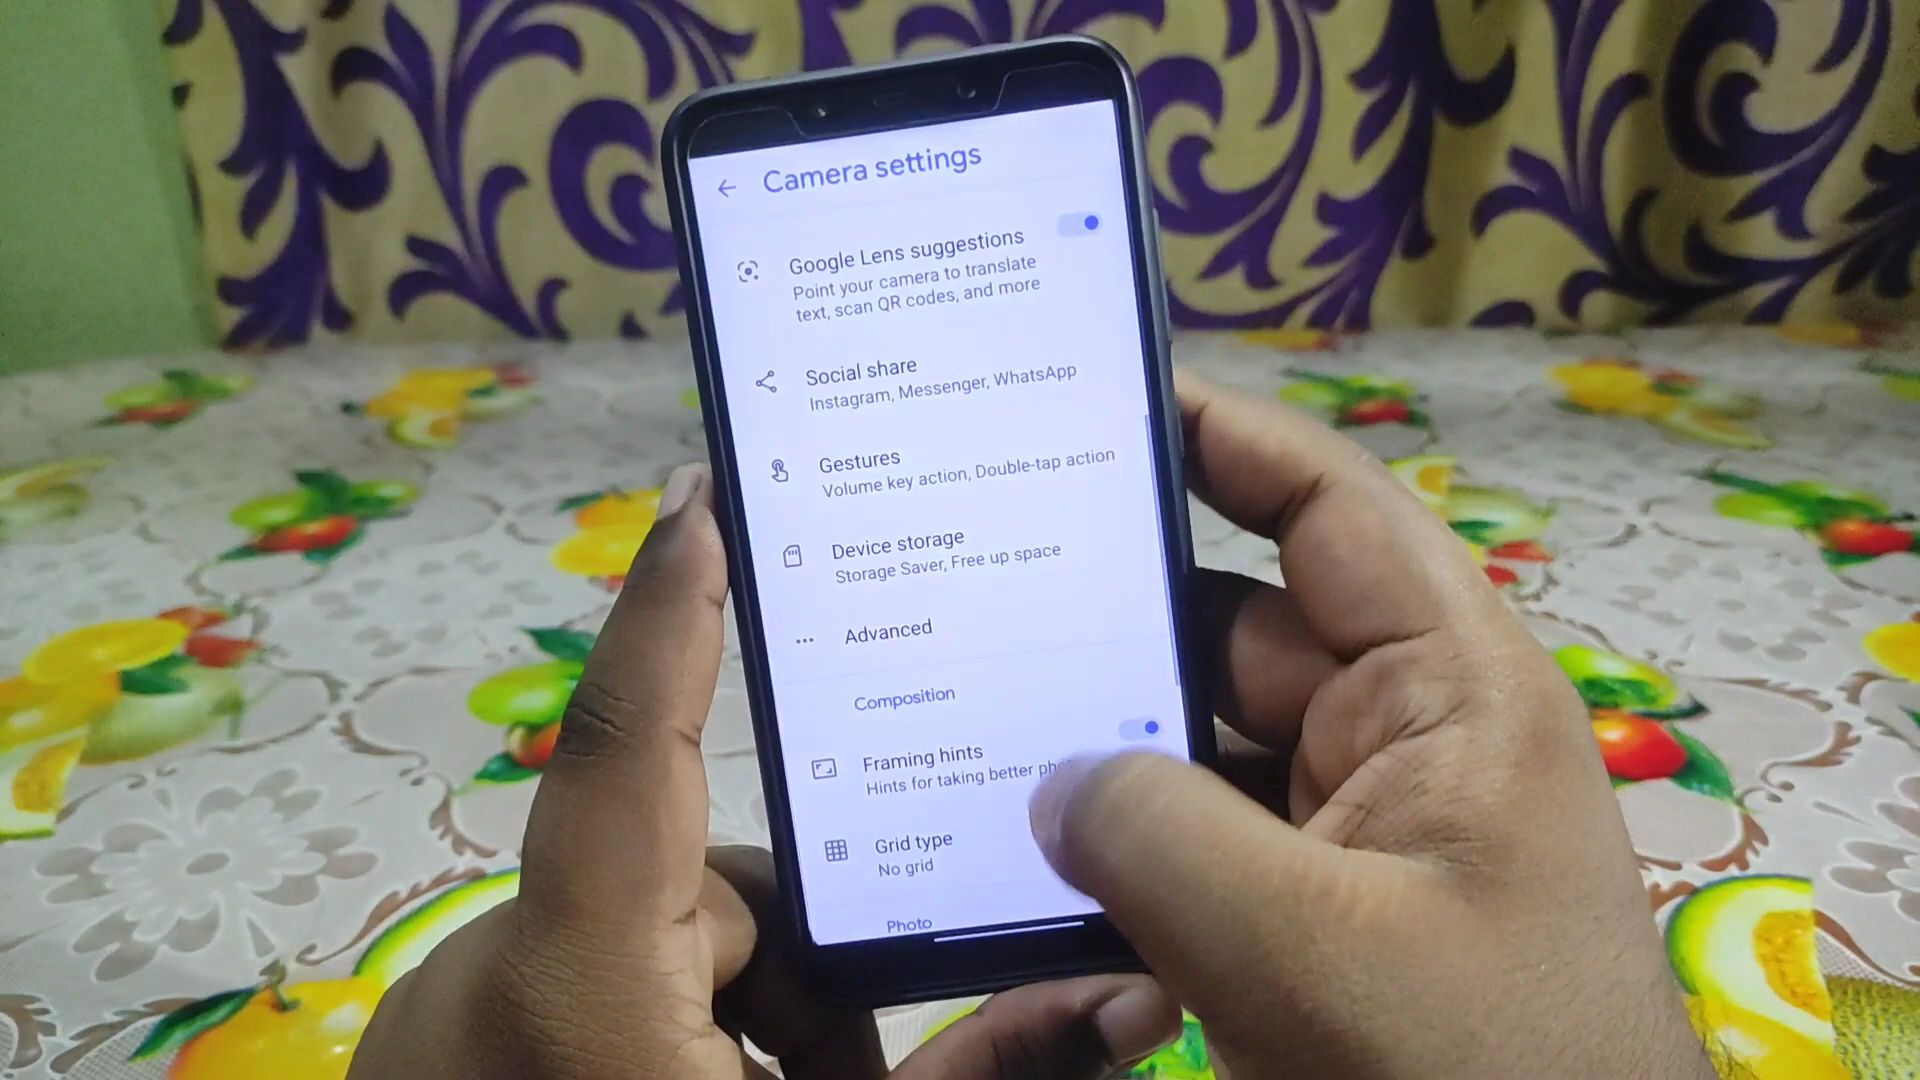 Camera settings
Google Lens suggestions
Point your camera to translate
text, scan QR codes, and more
Social share
Instagram, Messenger, WhatsApp
Gestures
Volume key action, Double-tap action
Device storage
Storage Saver, Free up space
Advanced
Composition
Framing hints
Hints for taking better
Grid type
No grid
Photo